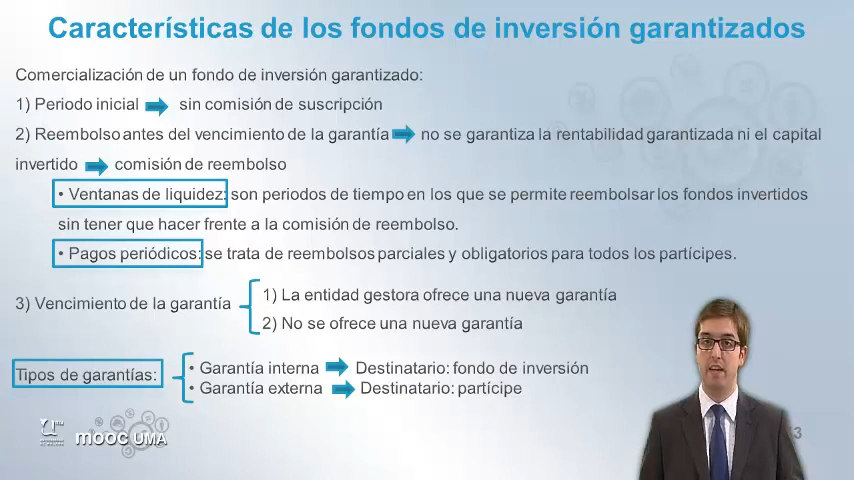 Características de los fondos de inversión garantizados
Comercialización de un fondo de inversión garantizado:
1) Periodo inicial sin comisión de suscripción
2) Reembolso antes del vencimiento de la garantía no se garantiza la rentabilidad garantizada ni el capital
invertido comisión de reembolso
• Ventanas de liquidez: son periodos de tiempo en los que se permite reembolsar los fondos invertidos
sin tener que hacer frente a la comisión de reembolso.
• Pagos periódicos: se trata de reembolsos parciales y obligatorios para todos los partícipes.
3) Vencimiento de la garantía
1) La entidad gestora ofrece una nueva garantía
2) No se ofrece una nueva garantía
Tipos de garantías:
• Garantía interna Destinatario: fondo de inversión
• Garantía externa Destinatario: partícipe
mooc UMA